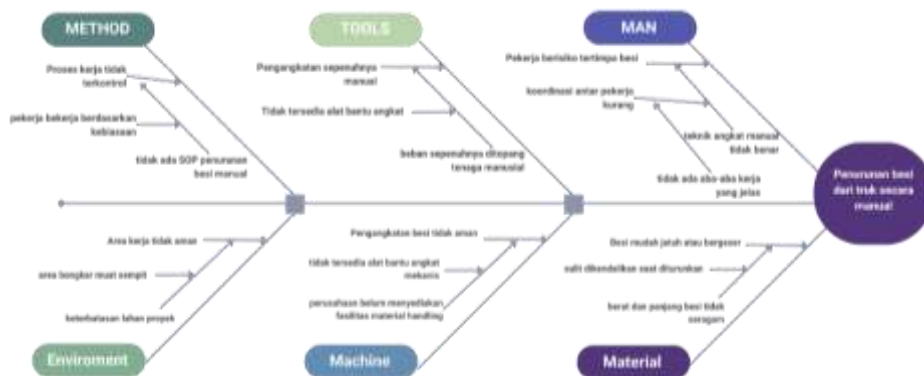 METHOD
TOOLS
MAN
Proses kerja tidak
terkontrol
pekerja bekerja berdasarkan
kebiasaan
tidak ada SOP penurunan
besi manual
Pengangkatan sepenuhnya
manual
Tidak tersedia alat bantu angkat
beban sepenuhnya ditopang
tenaga manusia
Pekerja berisiko tertimpa besi
koordinasi antar pekerja
kurang
teknik angkat manual
tidak benar
tidak ada aba-aba kerja
yang jelas
Penurunan besi
dari truk secara
manual
Area kerja tidak aman
area bongkar muat sempit
keterbatasan lahan proyek
Pengangkatan besi tidak aman
tidak tersedia alat bantu angkat
mekanis
perusahaan belum menyediakan
fasilitas material handling
Besi mudah jatuh atau bergeser
sulit dikendalikan saat diturunkan
berat dan panjang besi tidak
seragam
Enviroment
Machine
Material